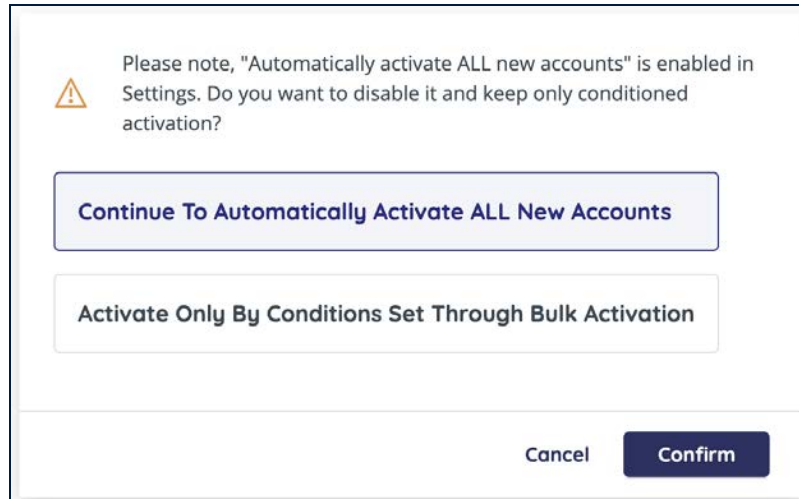 Please note, "Automatically activate ALL new accounts" is enabled in
Settings. Do you want to disable it and keep only conditioned
activation?
Continue To Automatically Activate ALL New Accounts
Activate Only By Conditions Set Through Bulk Activation
Cancel
Confirm